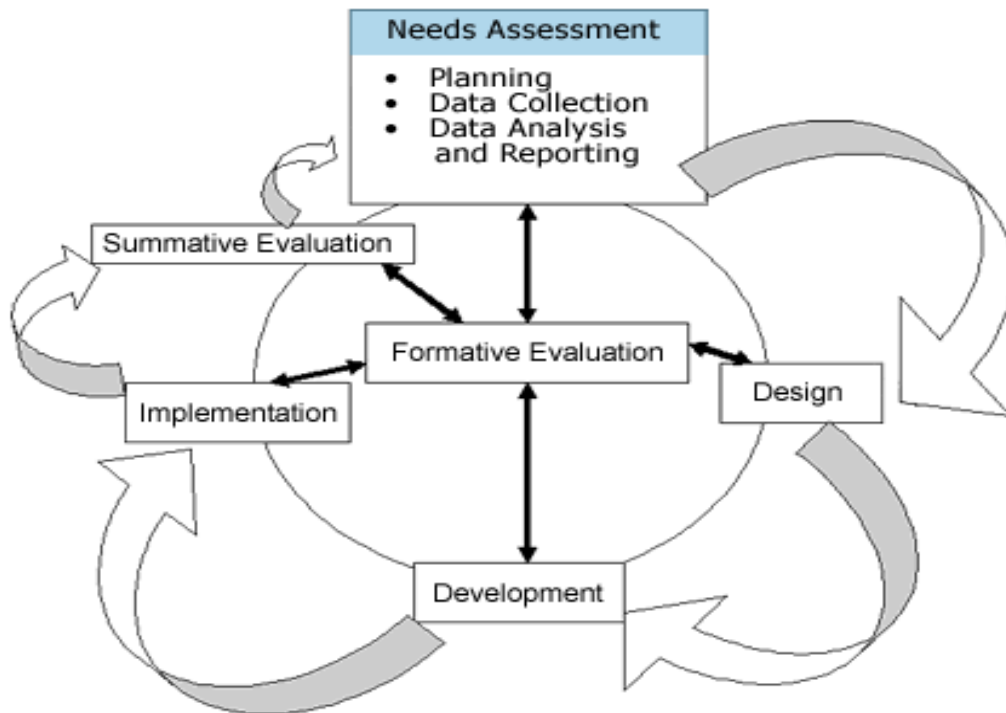 Needs Assessment
• Planning
• Data Collection
• Data Analysis
and Reporting
Summative Evaluation
Formative Evaluation
Design
Implementation
Development